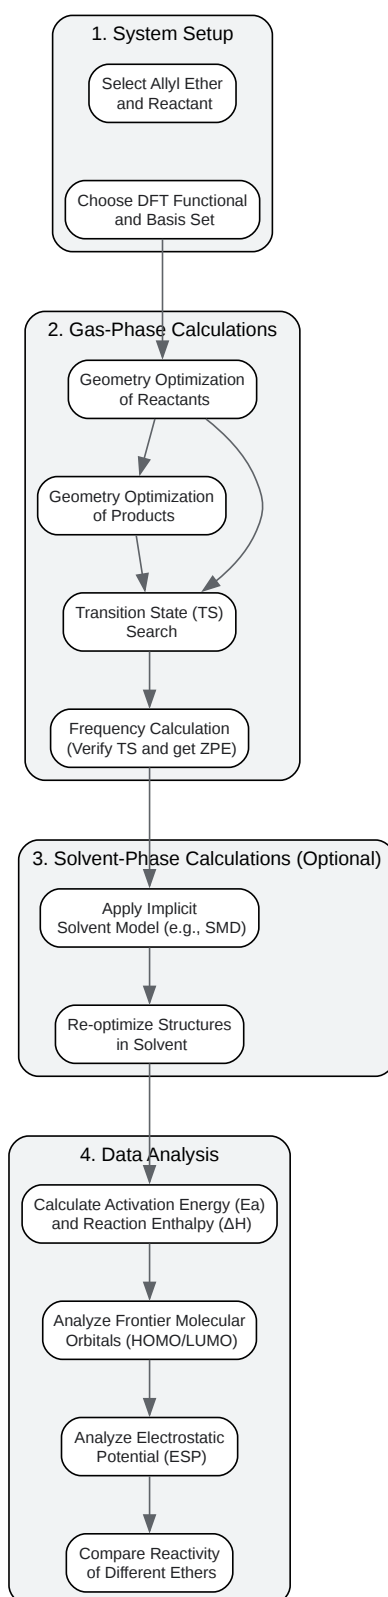 1. System Setup
Select Allyl Ether
and Reactant
Choose DFT Functional
and Basis Set
2. Gas-Phase Calculations
Geometry Optimization
of Reactants
Geometry Optimization
of Products
Transition State (TS)
Search
Frequency Calculation
(Verify TS and get ZPE)
3. Solvent-Phase Calculations (Optional)
Apply Implicit
Solvent Model (e.g., SMD)
Re-optimize Structures
in Solvent
4. Data Analysis
Calculate Activation Energy (Ea)
and Reaction Enthalpy (ΔH)
Analyze Frontier Molecular
Orbitals (HOMO/LUMO)
Analyze Electrostatic
Potential (ESP)
Compare Reactivity
of Different Ethers